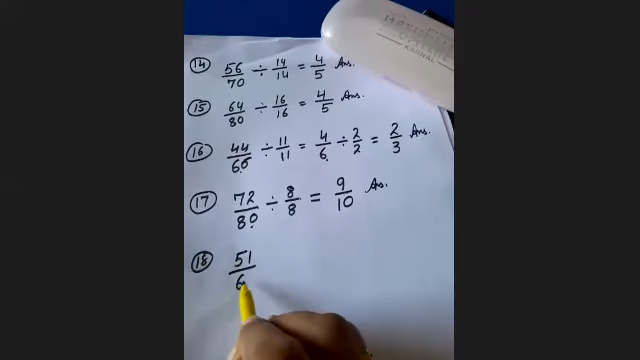 OPTICAL
KARNAL
(14) 56/70 ÷ 14/14 = 4/5 Ans.
(15) 64/80 ÷ 16/16 = 4/5 Ans.
(16) 44/66 ÷ 11/11 = 4/6 ÷ 2/2 = 2/3 Ans.
(17) 72/80 ÷ 8/8 = 9/10 Ans.
(18) 51/6